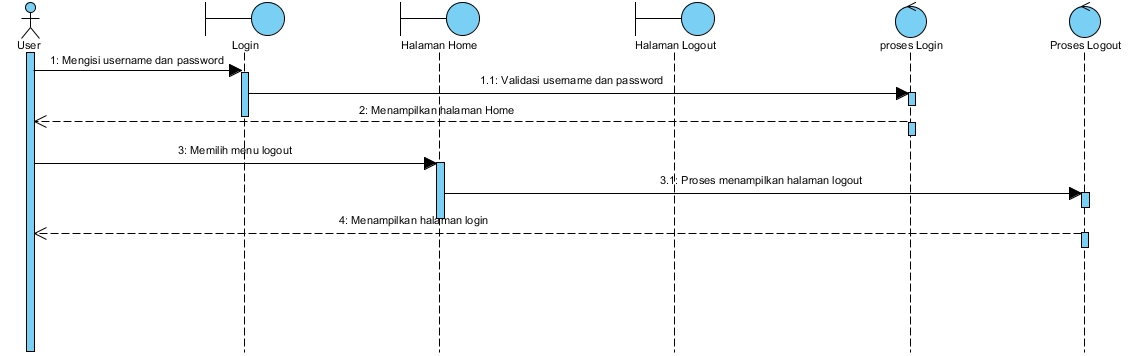 User
Login
Halaman Home
Halaman Logout
proses Login
Proses Logout
1: Mengisi username dan password
1.1: Validasi username dan password
2: Menampilkan halaman Home
3: Memilih menu logout
3.1: Proses menampilkan halaman logout
4: Menampilkan halaman login